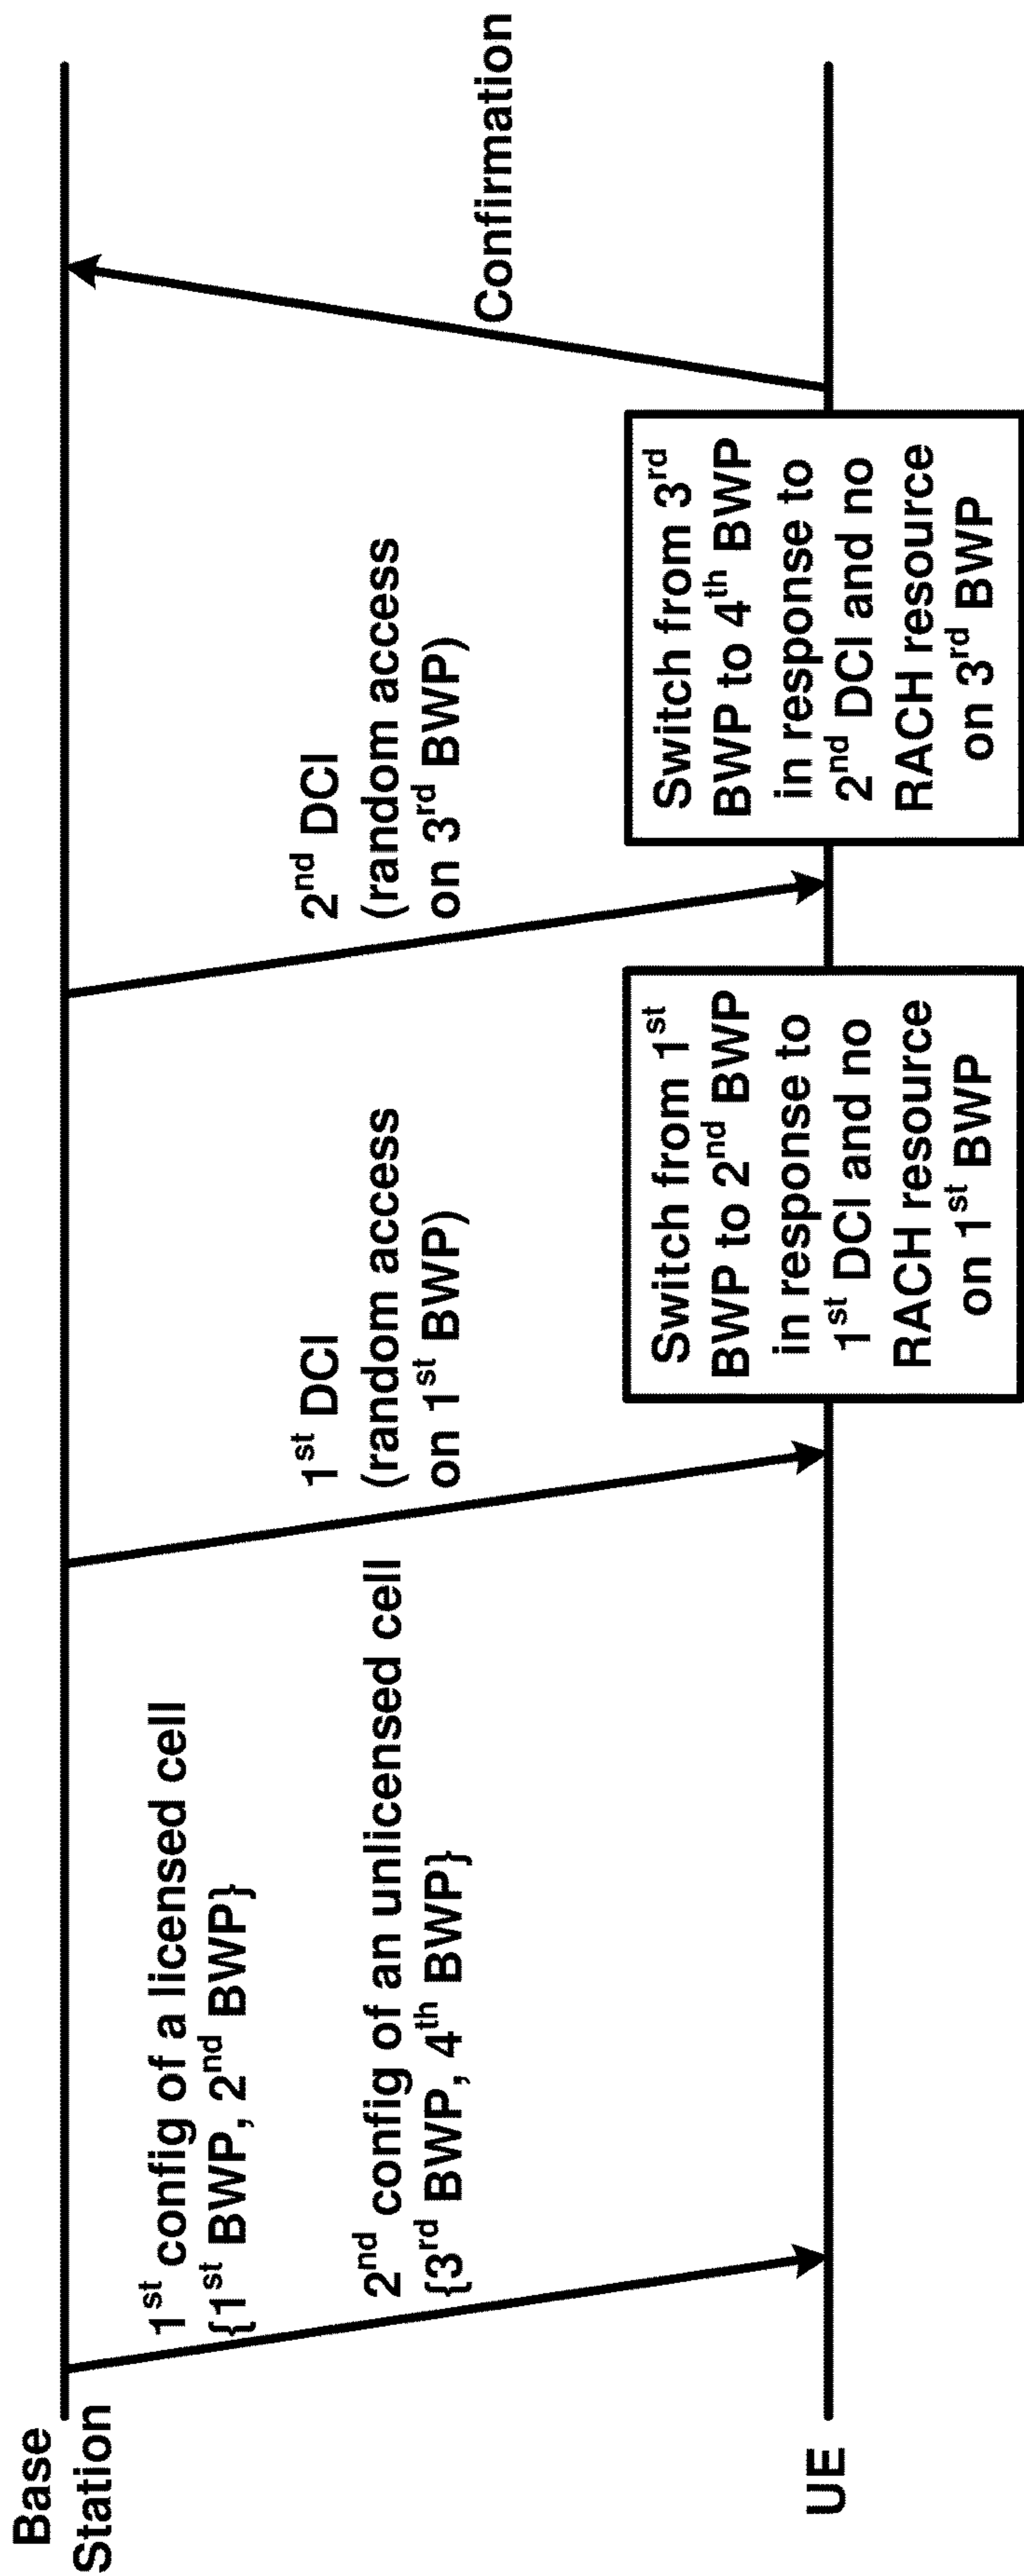 Base
Station
1st config of a licensed cell
{1st BWP, 2nd BWP}
2nd config of an unlicensed cell
{3rd BWP, 4th BWP}
1st DCI
(random access
on 1st BWP)
2nd DCI
(random access
on 3rd BWP)
Confirmation
UE
Switch from 1st
BWP to 2nd BWP
in response to
1st DCI and no
RACH resource
on 1st BWP
Switch from 3rd
BWP to 4th BWP
in response to
2nd DCI and no
RACH resource
on 3rd BWP